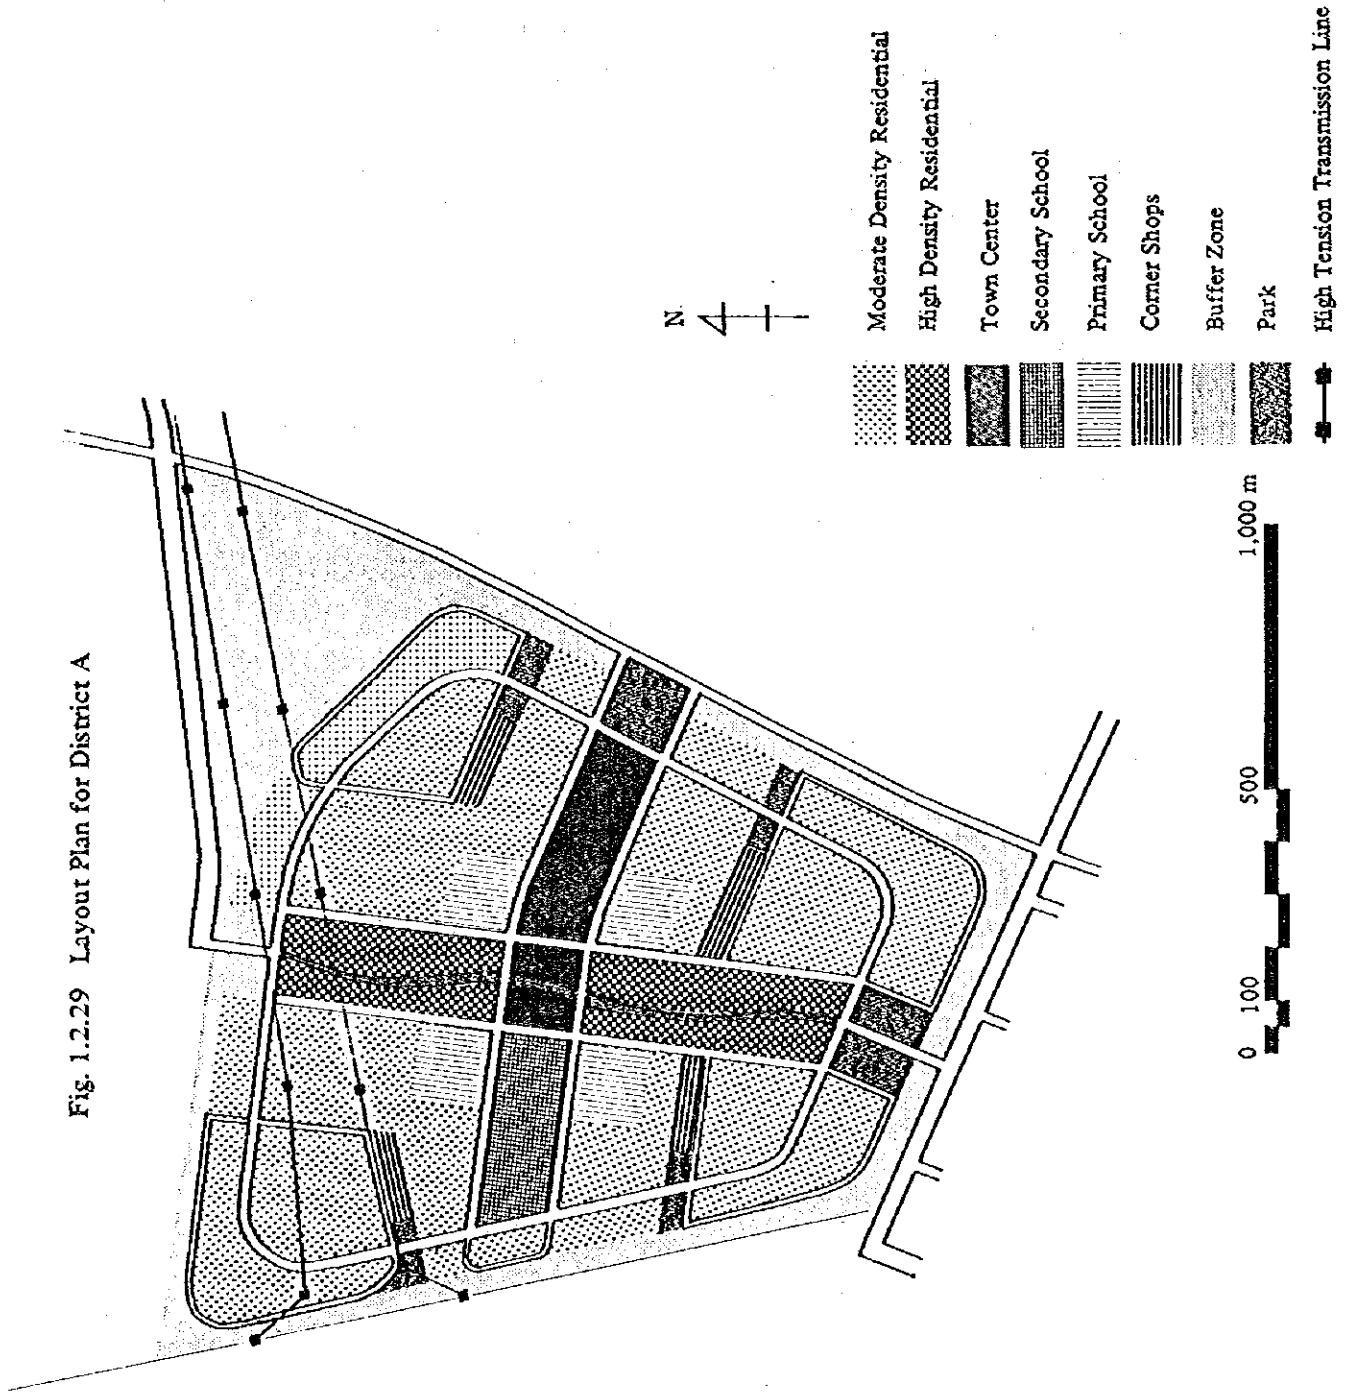 Fig. 1.2.29 Layout Plan for District A
N
Moderate Density Residential
High Density Residential
Town Center
Secondary School
Primary School
Corner Shops
Buffer Zone
Park
High Tension Transmission Line
0 100 500 1,000 m